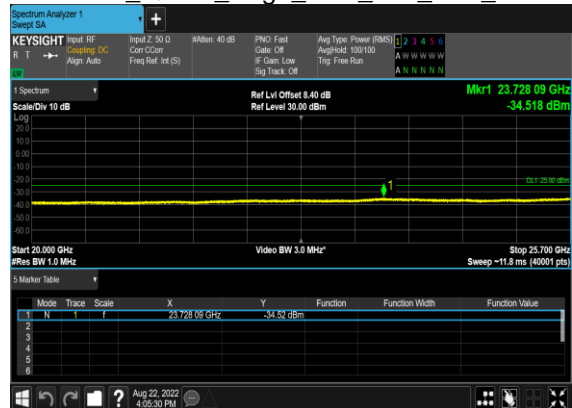 Spectrum Analyzer 1
Swept SA
+
KEYSIGHT Input: RF Input Z: 50 Ω #Atten: 40 dB PNO: Fast Avg Type: Power (RMS) 1 2 3 4 5 6
R T Coupling: DC Corr CCorr Gate: Off Avg|Hold: 100/100 A W W W W W
Align: Auto Freq Ref: Int (S) IF Gain: Low Trig: Free Run
Sig Track: Off A N N N N N
1 Spectrum Ref Lvl Offset 8.40 dB Mkr1 23.728 09 GHz
Scale/Div 10 dB Ref Level 30.00 dBm -34.518 dBm
Log
20.0
10.0
0.00
-10.0
-20.0 DL1 -25.00 dBm
-30.0 1
-40.0
-50.0
-60.0
Start 20.000 GHz Video BW 3.0 MHz* Stop 25.700 GHz
#Res BW 1.0 MHz Sweep ~11.8 ms (40001 pts)
5 Marker Table
Mode Trace Scale X Y Function Function Width Function Value
1 N 1 f 23.728 09 GHz -34.52 dBm
2
3
4
5
6
? Aug 22, 2022
4:05:30 PM